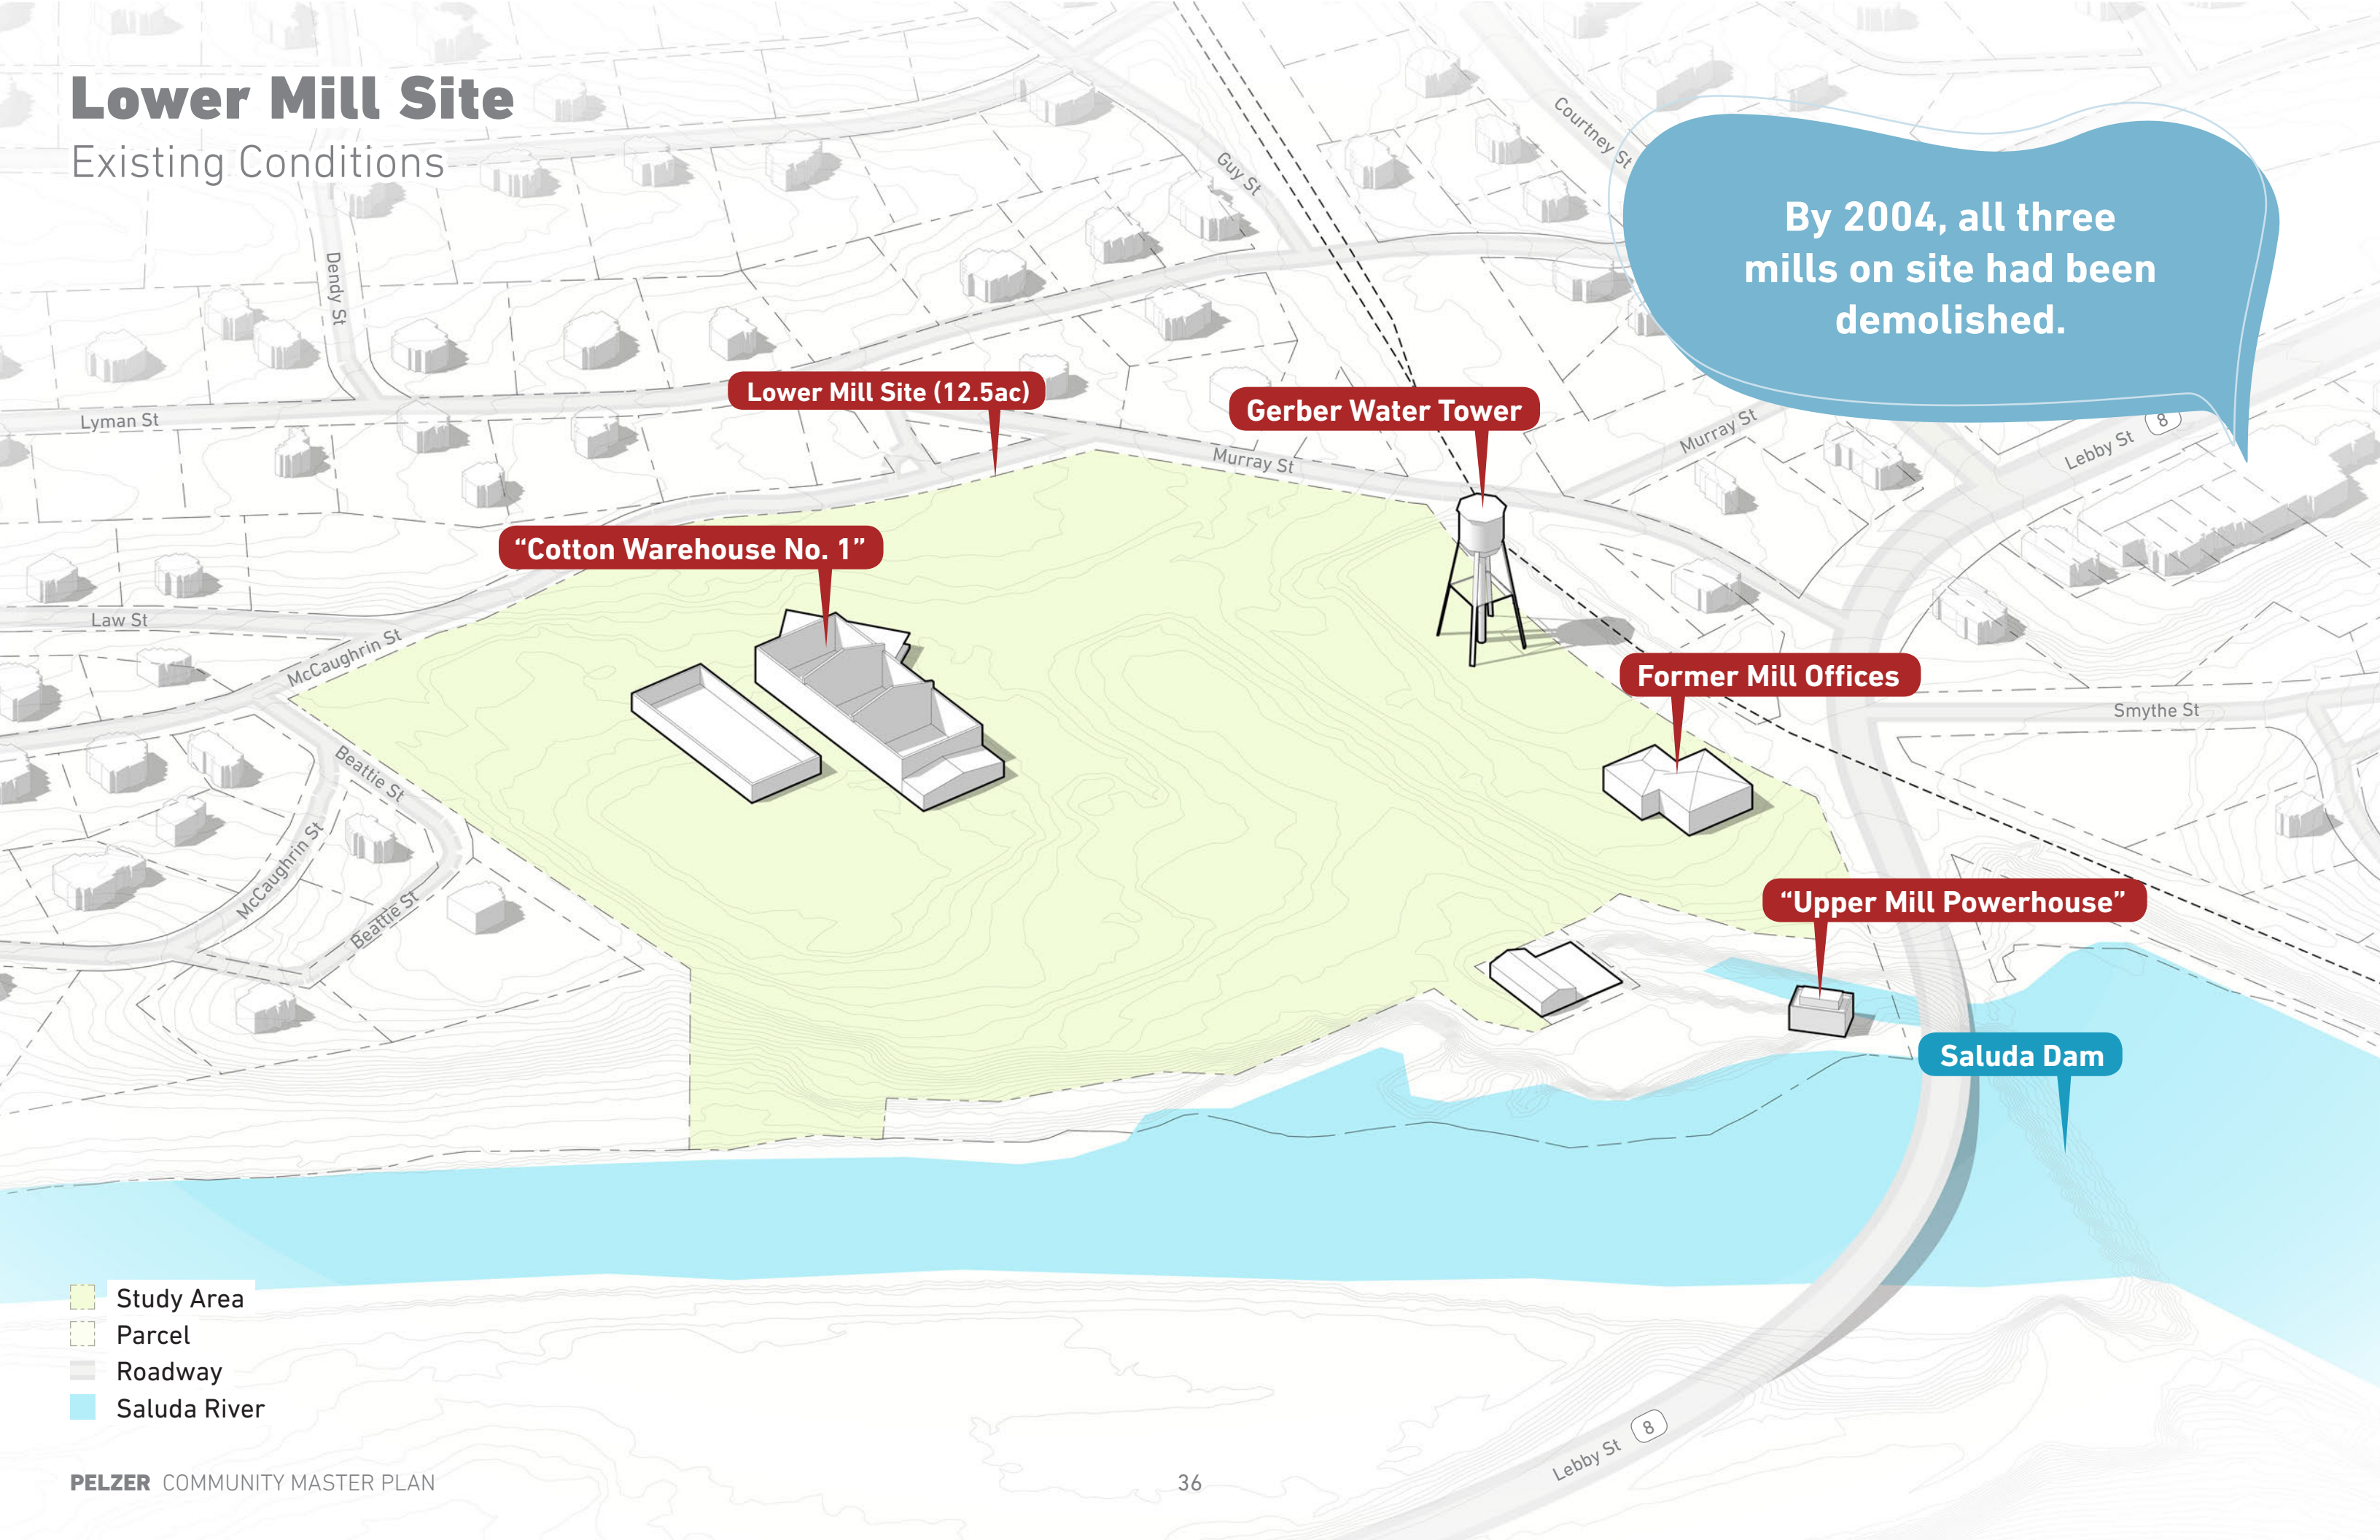 Lower Mill Site
Existing Conditions
By 2004, all three
mills on site had been
demolished.
Courtney St
Guy St
Dendy St
Lyman St
Lower Mill Site (12.5ac)
Gerber Water Tower
Murray St
Murray St
Lebby St
8
“Cotton Warehouse No. 1”
Law St
McCaughrin St
Former Mill Offices
Smythe St
Beattie St
McCaughrin St
Beattie St
“Upper Mill Powerhouse”
Saluda Dam
Study Area
Parcel
Roadway
Saluda River
Lebby St
8
PELZER COMMUNITY MASTER PLAN
36